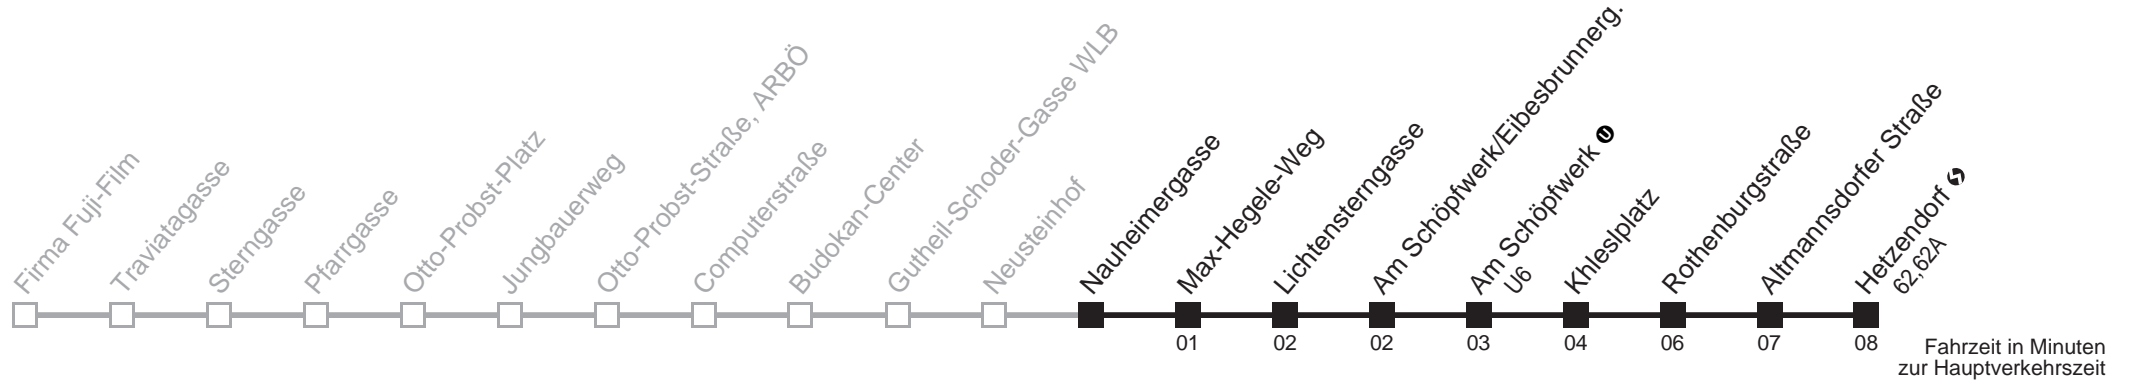 Firma Fuji-Film
Traviatagasse
Sterngasse
Pfarrgasse
Otto-Probst-Platz
Jungbauerweg
Otto-Probst-Straße, ARBÖ
Computerstraße
Budokan-Center
Gutheil-Schoder-Gasse WLB
Neusteinhof
Nauheimergasse
Max-Hegele-Weg
Lichtensterngasse
Am Schöpfwerk/Eibesbrunnerg.
Am Schöpfwerk U
U6
Khleslplatz
Rothenburgstraße
Altmannsdorfer Straße
Hetzendorf
62,62A
01 02 02 03 04 06 07 08
Fahrzeit in Minuten
zur Hauptverkehrszeit